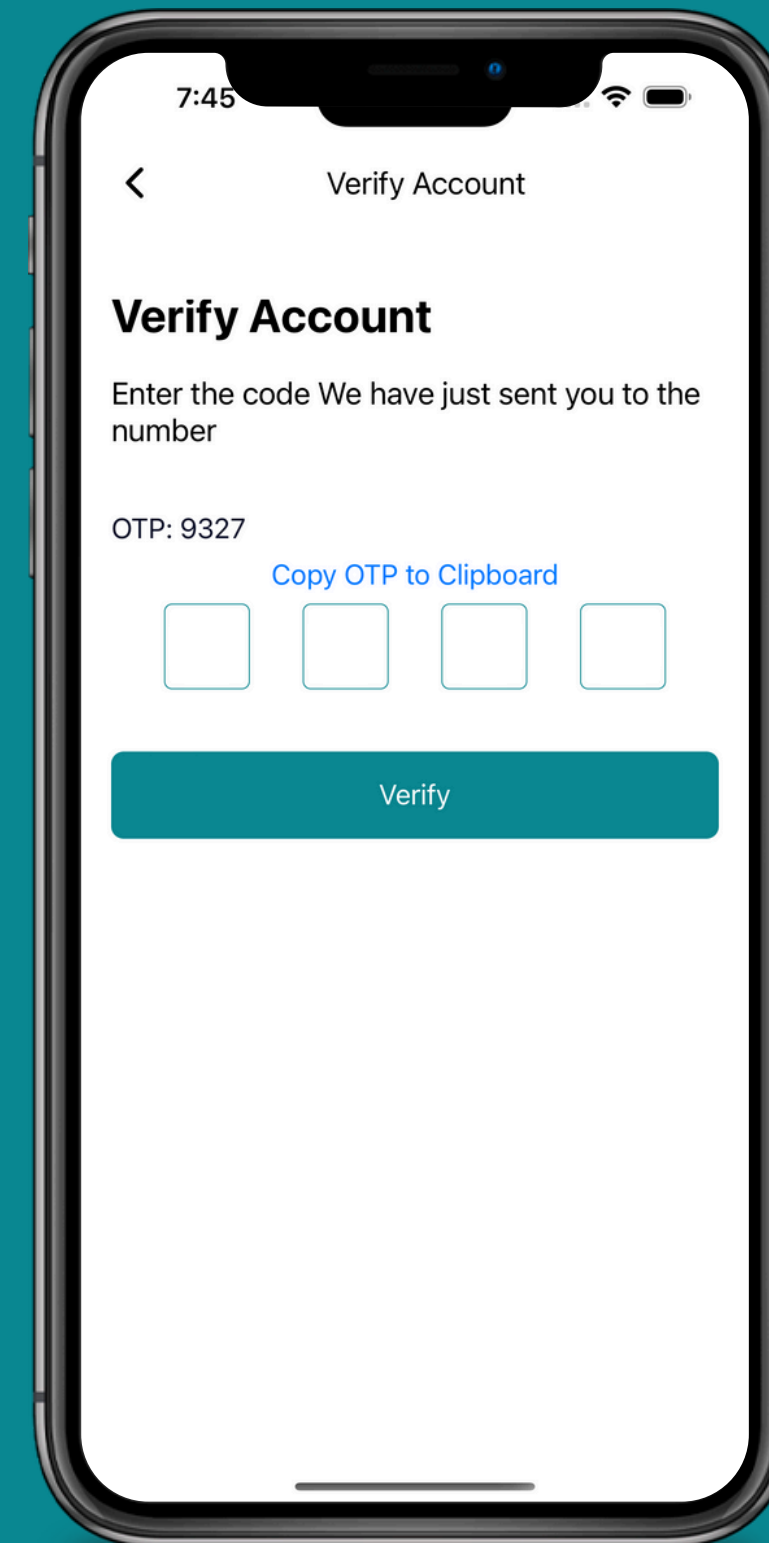 7:45
Verify Account
Verify Account
Enter the code We have just sent you to the
number
OTP: 9327
Copy OTP to Clipboard
Verify